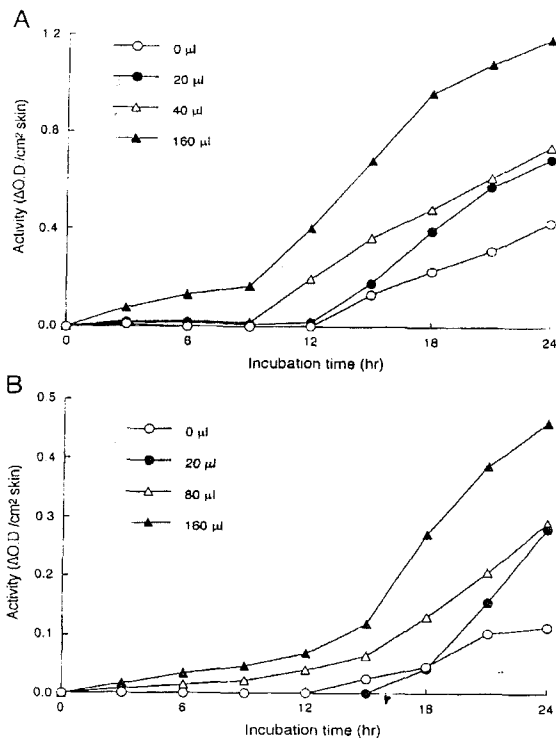 A
1.2
0.8
0.4
0.0
0 μl
20 μl
40 μl
160 μl
Activity (ΔO.D /cm² skin)
0 6 12 18 24
Incubation time (hr)
B
0.5
0.4
0.3
0.2
0.1
0.0
0 μl
20 μl
80 μl
160 μl
Activity (ΔO.D /cm² skin)
0 6 12 18 24
Incubation time (hr)